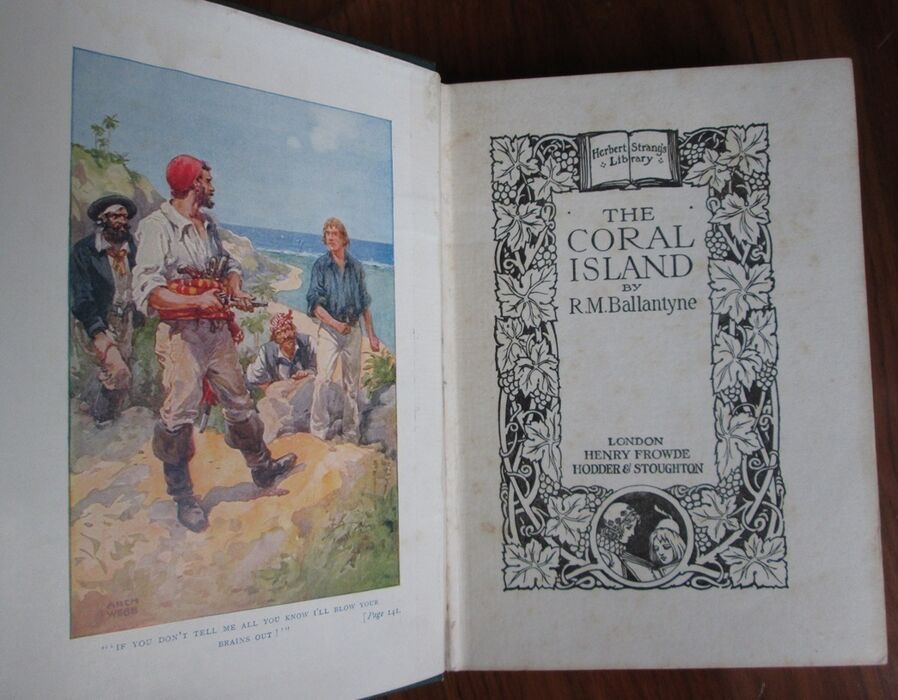 ARCH
WEBB
"'IF YOU DON'T TELL ME ALL YOU KNOW I'LL BLOW YOUR
BRAINS OUT!'"
[Page 141.
Herbert Strang's
Library
THE
CORAL
ISLAND
BY
R.M.Ballantyne
LONDON
HENRY FROWDE
HODDER & STOUGHTON